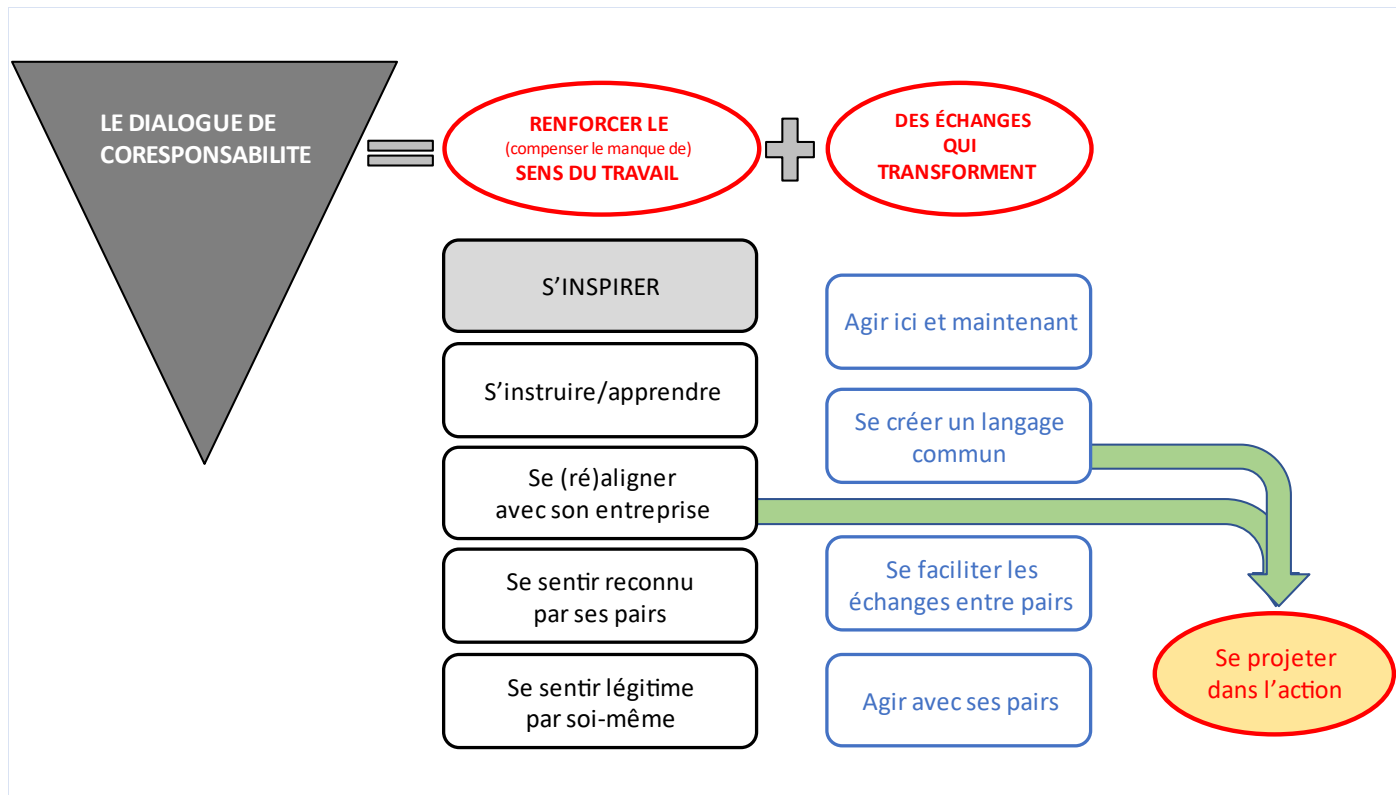 LE DIALOGUE DE
CORESPONSABILITE
RENFORCER LE
(compenser le manque de)
SENS DU TRAVAIL
DES ÉCHANGES
QUI
TRANSFORMENT
S’INSPIRER
S’instruire/apprendre
Se (ré)aligner
avec son entreprise
Se sentir reconnu
par ses pairs
Se sentir légitime
par soi-même
Agir ici et maintenant
Se créer un langage
commun
Se faciliter les
échanges entre pairs
Agir avec ses pairs
Se projeter
dans l’action